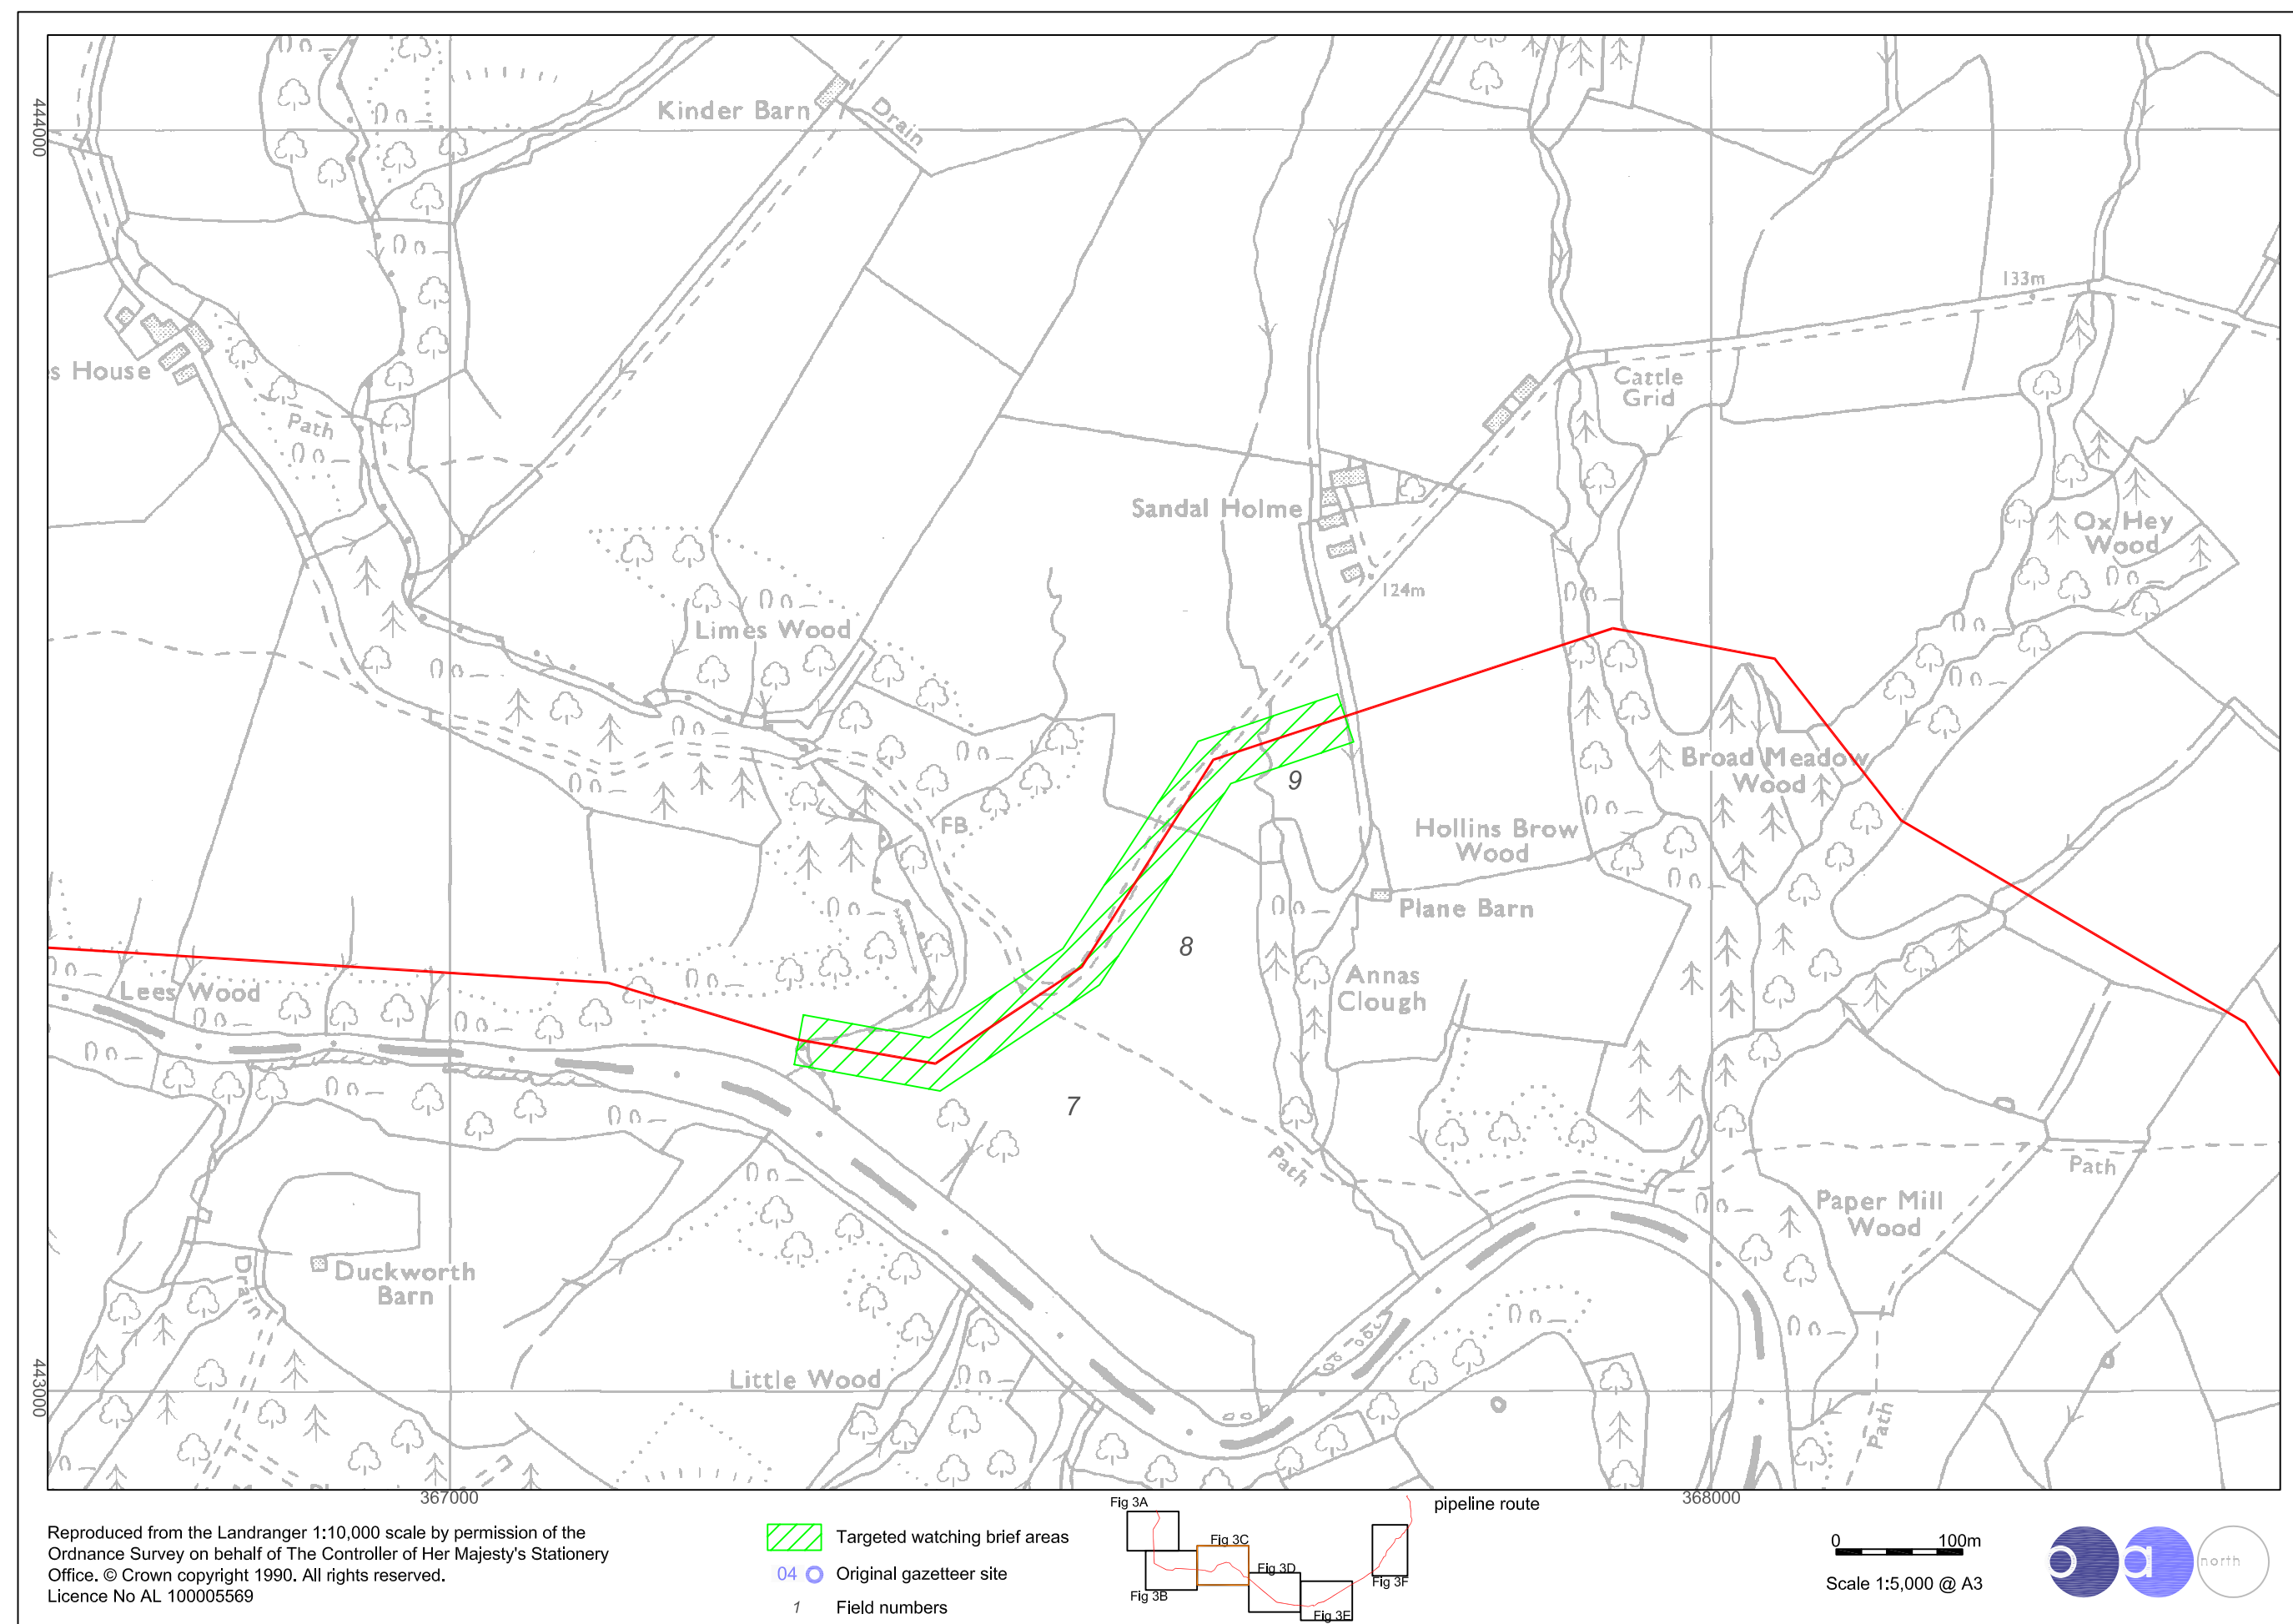 444000
Kinder Barn
Drain
133m
s House
Path
Cattle
Grid
Sandal Holme
Ox Hey
Wood
124m
Limes Wood
Broad Meadow
Wood
9
FB
Hollins Brow
Wood
Plane Barn
8
Annas
Clough
Lees Wood
7
Path
Path
Paper Mill
Wood
Duckworth
Barn
Drain
Little Wood
443000
Path
367000
368000
Reproduced from the Landranger 1:10,000 scale by permission of the
Ordnance Survey on behalf of The Controller of Her Majesty's Stationery
Office. © Crown copyright 1990. All rights reserved.
Licence No AL 100005569
Targeted watching brief areas
04 Original gazetteer site
1 Field numbers
Fig 3A
pipeline route
Fig 3C
Fig 3D
Fig 3B
Fig 3E
Fig 3F
0 100m
Scale 1:5,000 @ A3
o a north